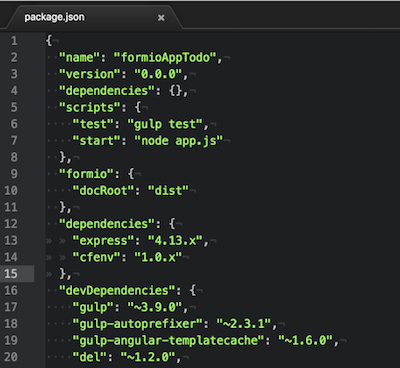 package.json ×
1 {
2 "name": "formioAppTodo",
3 "version": "0.0.0",
4 "dependencies": {},
5 "scripts": {
6 "test": "gulp test",
7 "start": "node app.js"
8 },
9 "formio": {
10 "docRoot": "dist"
11 },
12 "dependencies": {
13 "express": "4.13.x",
14 "cfenv": "1.0.x"
15 },
16 "devDependencies": {
17 "gulp": "~3.9.0",
18 "gulp-autoprefixer": "~2.3.1",
19 "gulp-angular-templatecache": "~1.6.0",
20 "del": "~1.2.0",